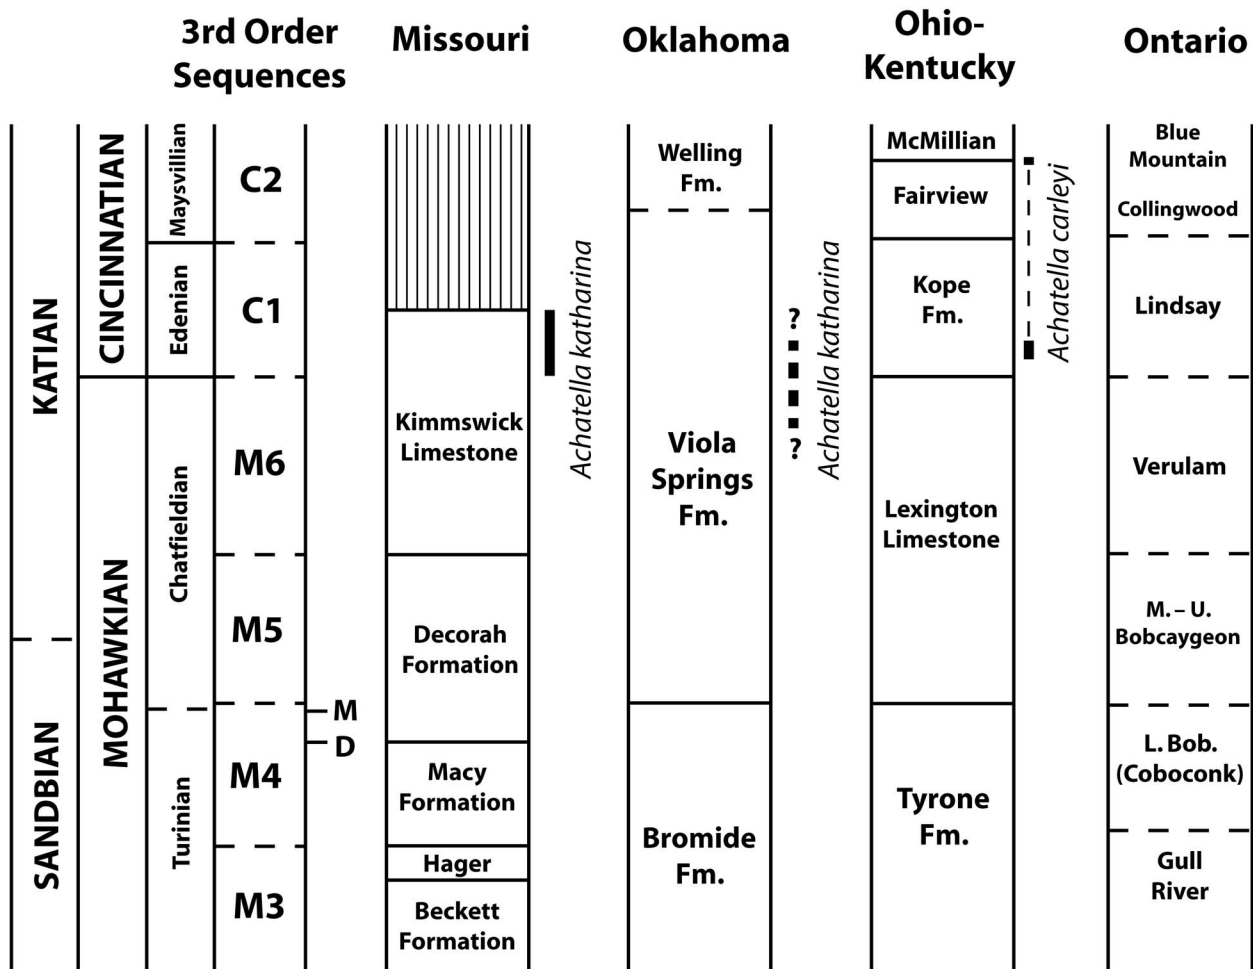 3rd Order
Sequences
Missouri
Oklahoma
Ohio-
Kentucky
Ontario
KATIAN
SANDBIAN
CINCINNATIAN
MOHAWKIAN
Maysvillian
Edenian
Chatfieldian
Turinian
C2
C1
M6
M5
M4
M3
M
D
Kimmswick
Limestone
Decorah
Formation
Macy
Formation
Hager
Beckett
Formation
Achatella katharina
Welling
Fm.
Viola
Springs
Fm.
Bromide
Fm.
?
?
Achatella katharina
McMillian
Fairview
Kope
Fm.
Lexington
Limestone
Tyrone
Fm.
Achatella carleyi
Blue
Mountain
Collingwood
Lindsay
Verulam
M. – U.
Bobcaygeon
L. Bob.
(Coboconk)
Gull
River